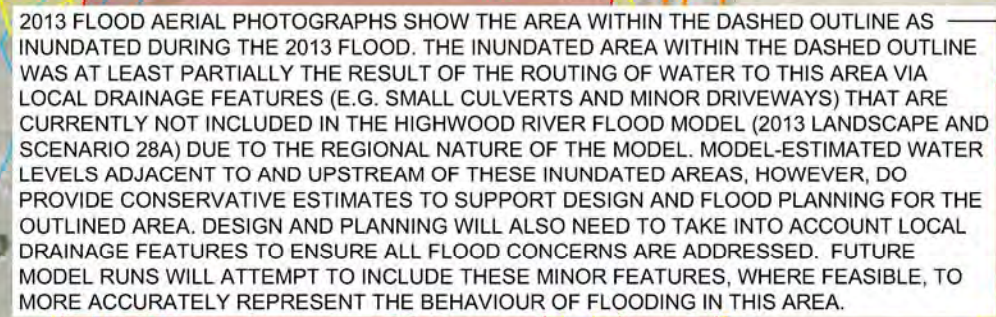 2013 FLOOD AERIAL PHOTOGRAPHS SHOW THE AREA WITHIN THE DASHED OUTLINE AS
INUNDATED DURING THE 2013 FLOOD. THE INUNDATED AREA WITHIN THE DASHED OUTLINE
WAS AT LEAST PARTIALLY THE RESULT OF THE ROUTING OF WATER TO THIS AREA VIA
LOCAL DRAINAGE FEATURES (E.G. SMALL CULVERTS AND MINOR DRIVEWAYS) THAT ARE
CURRENTLY NOT INCLUDED IN THE HIGHWOOD RIVER FLOOD MODEL (2013 LANDSCAPE AND
SCENARIO 28A) DUE TO THE REGIONAL NATURE OF THE MODEL. MODEL-ESTIMATED WATER
LEVELS ADJACENT TO AND UPSTREAM OF THESE INUNDATED AREAS, HOWEVER, DO
PROVIDE CONSERVATIVE ESTIMATES TO SUPPORT DESIGN AND FLOOD PLANNING FOR THE
OUTLINED AREA. DESIGN AND PLANNING WILL ALSO NEED TO TAKE INTO ACCOUNT LOCAL
DRAINAGE FEATURES TO ENSURE ALL FLOOD CONCERNS ARE ADDRESSED. FUTURE
MODEL RUNS WILL ATTEMPT TO INCLUDE THESE MINOR FEATURES, WHERE FEASIBLE, TO
MORE ACCURATELY REPRESENT THE BEHAVIOUR OF FLOODING IN THIS AREA.